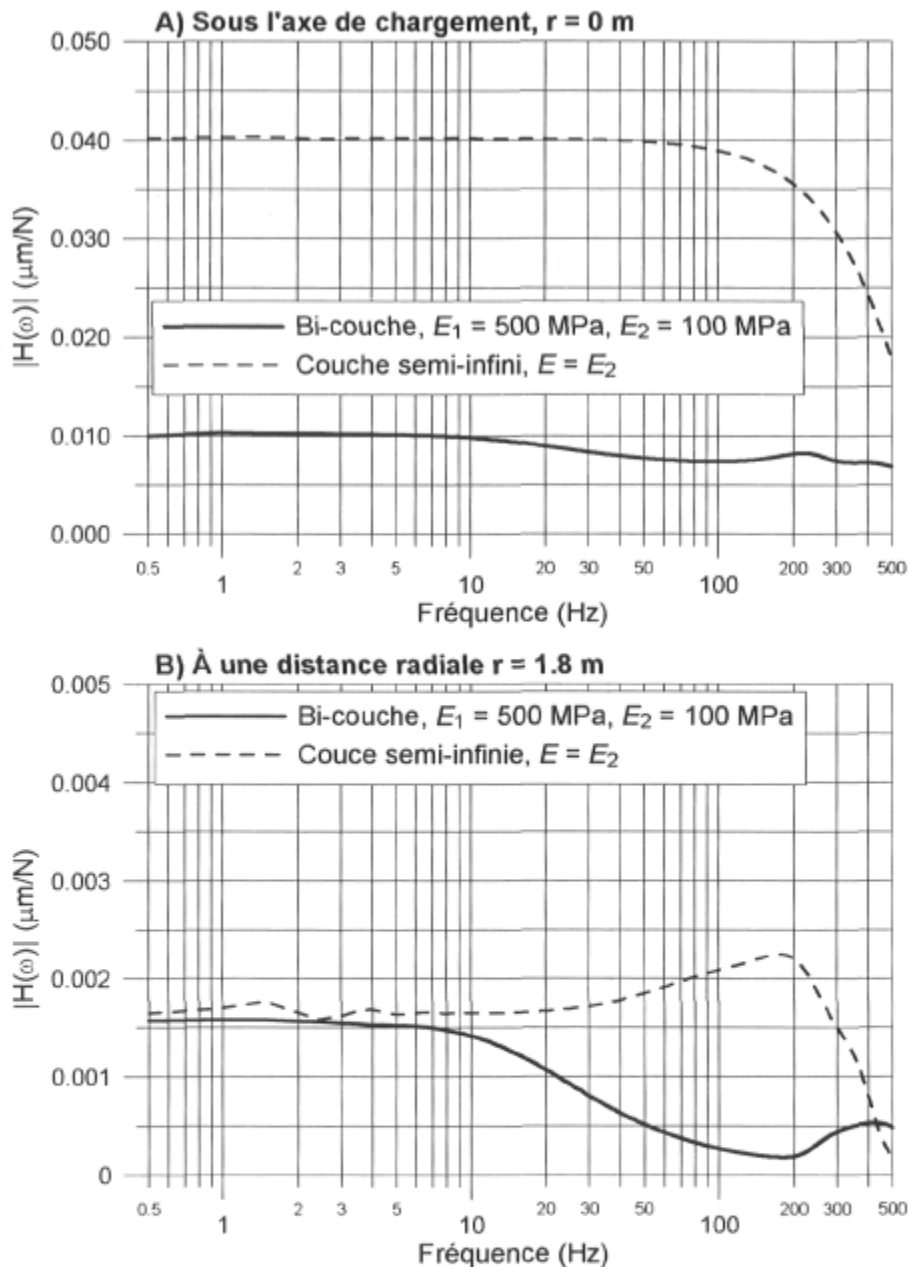 A) Sous l'axe de chargement, r = 0 m
0.050
0.040
0.030
0.020
0.010
0.000
|H(ω)| (μm/N)
Bi-couche, E₁ = 500 MPa, E₂ = 100 MPa
Couche semi-infini, E = E₂
0.5 1 2 3 5 10 20 30 50 100 200 300 500
Fréquence (Hz)
B) À une distance radiale r = 1.8 m
0.005
0.004
0.003
0.002
0.001
0
|H(ω)| (μm/N)
Bi-couche, E₁ = 500 MPa, E₂ = 100 MPa
Couce semi-infinie, E = E₂
0.5 1 2 3 5 10 20 30 50 100 200 300 500
Fréquence (Hz)